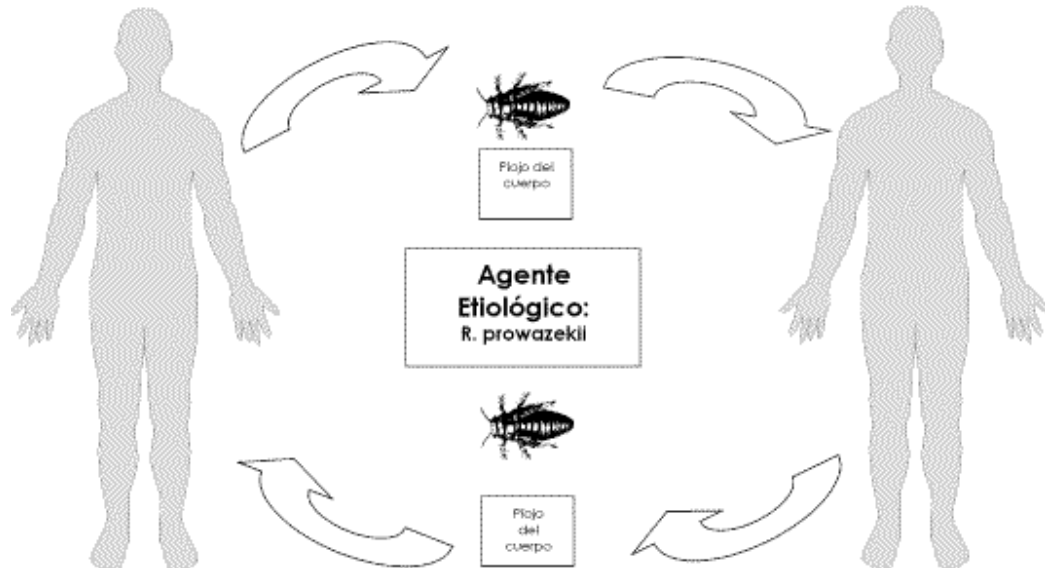 Piojo del
cuerpo
Agente
Etiológico:
R. prowazekii
Piojo
del
cuerpo